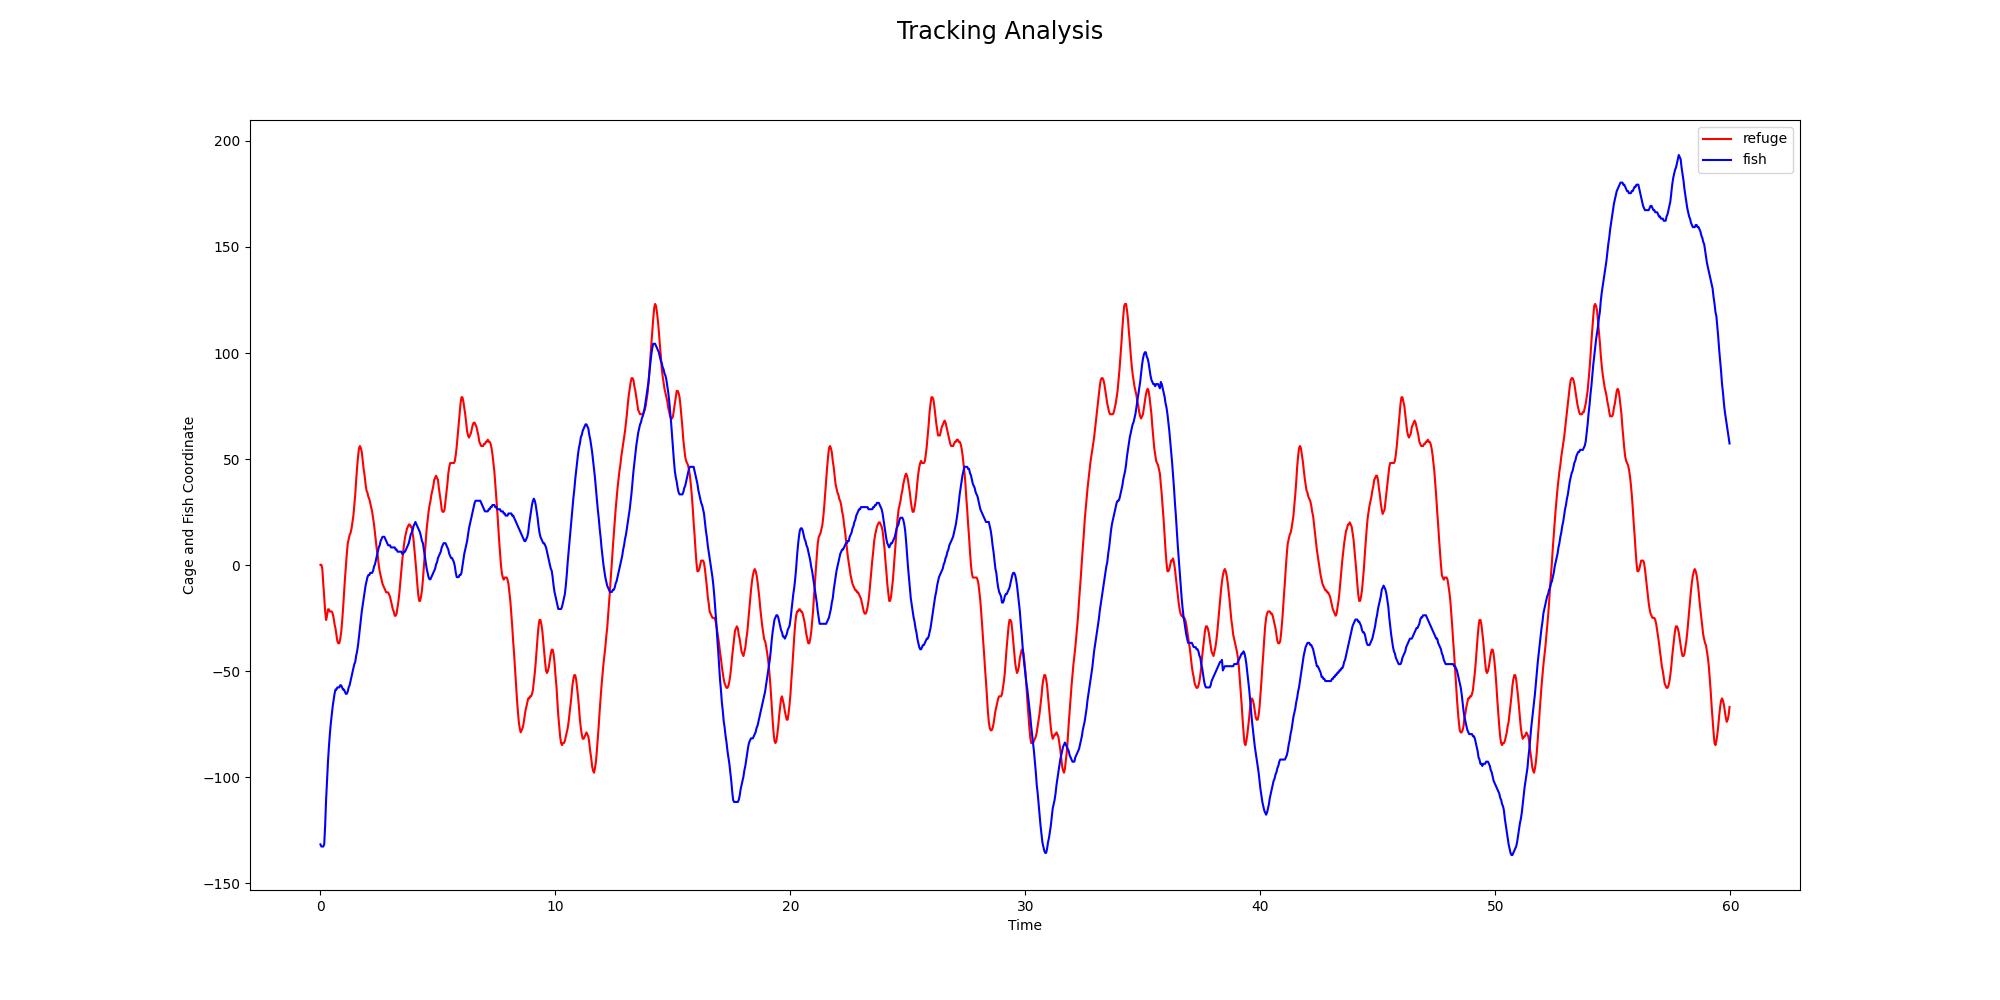 Tracking Analysis
200
150
100
50
0
−50
−100
−150
Cage and Fish Coordinate
refuge
fish
0 10 20 30 40 50 60
Time